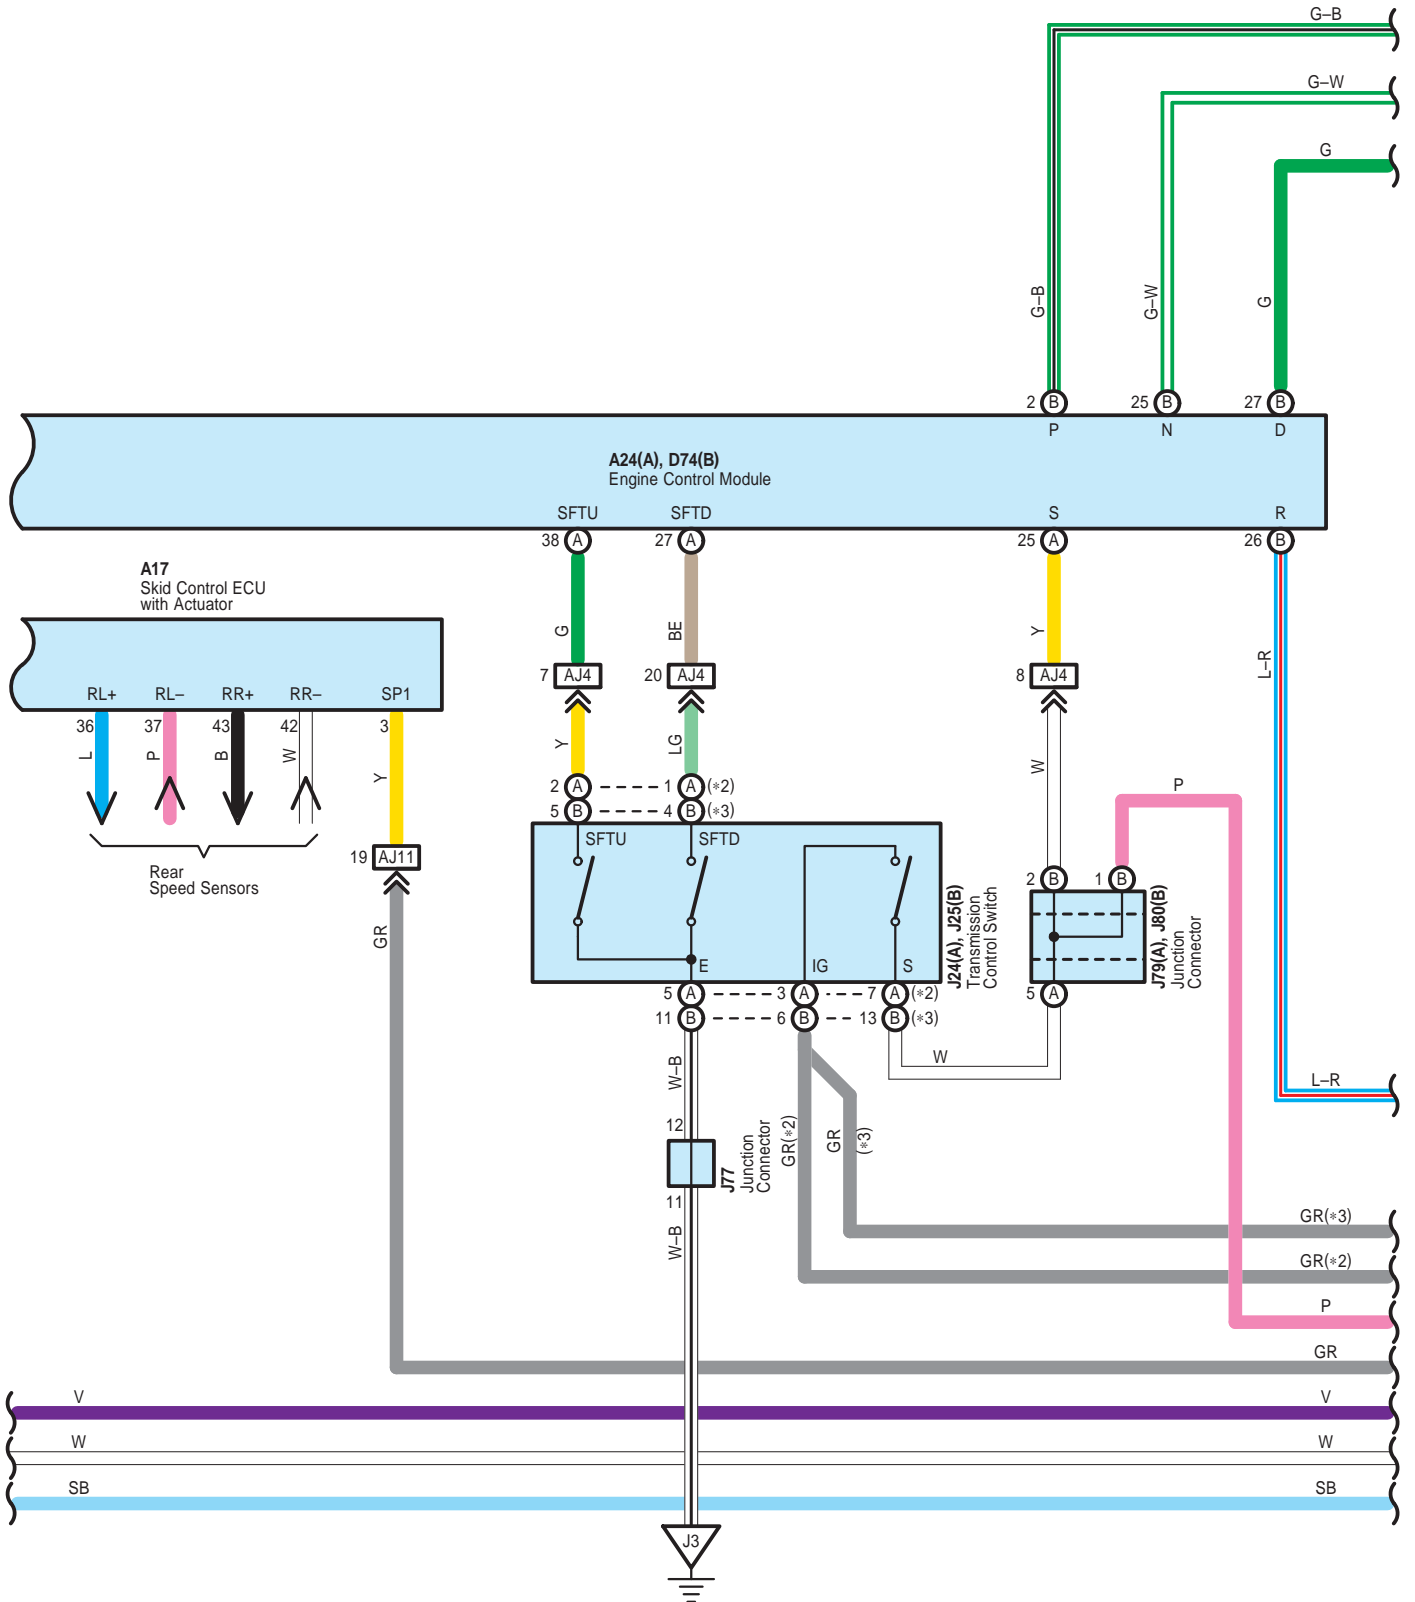 G–B
G–W
G
G–B
G–W
G
2 B
25 B
27 B
P
N
D
A24(A), D74(B)
Engine Control Module
SFTU
SFTD
S
R
38 A
27 A
25 A
26 B
A17
Skid Control ECU
with Actuator
G
BE
Y
L–R
7 AJ4
20 AJ4
8 AJ4
RL+
RL–
RR+
RR–
SP1
36
37
43
42
3
L
P
B
W
Y
Y
LG
W
P
2 A
1 A (*2)
5 B
4 B (*3)
SFTU
SFTD
19 AJ11
Rear
Speed Sensors
2 B
1 B
GR
J24(A), J25(B)
Transmission
Control Switch
J79(A), J80(B)
Junction
Connector
E
IG
S
5 A
3 A
7 A (*2)
5 A
11 B
6 B
13 B (*3)
W
W–B
L–R
12
GR(*2)
GR
(*3)
J77
Junction
Connector
11
W–B
GR(*3)
GR(*2)
P
GR
V
V
W
W
SB
SB
J3